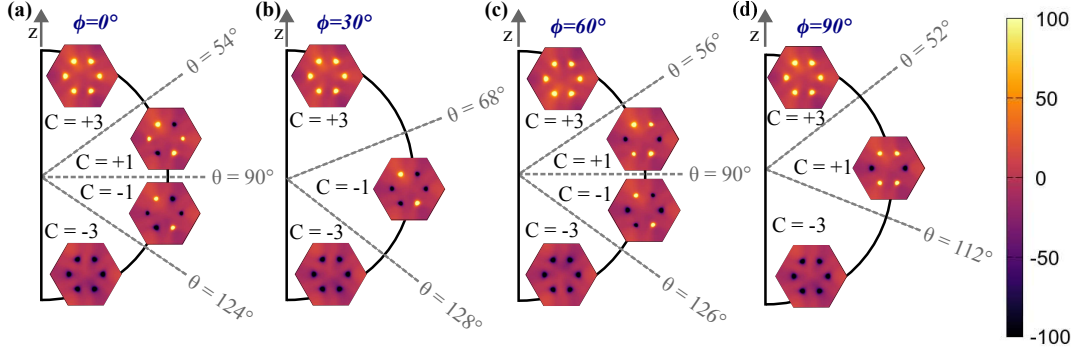 (a)
ϕ=0°
z
θ = 54°
C = +3
C = +1
θ = 90°
C = -1
C = -3
θ = 124°
(b)
ϕ=30°
z
θ = 68°
C = +3
C = -1
C = -3
θ = 128°
(c)
ϕ=60°
z
θ = 56°
C = +3
C = +1
θ = 90°
C = -1
C = -3
θ = 126°
(d)
ϕ=90°
z
θ = 52°
C = +3
C = +1
C = -3
θ = 112°
100
50
0
-50
-100